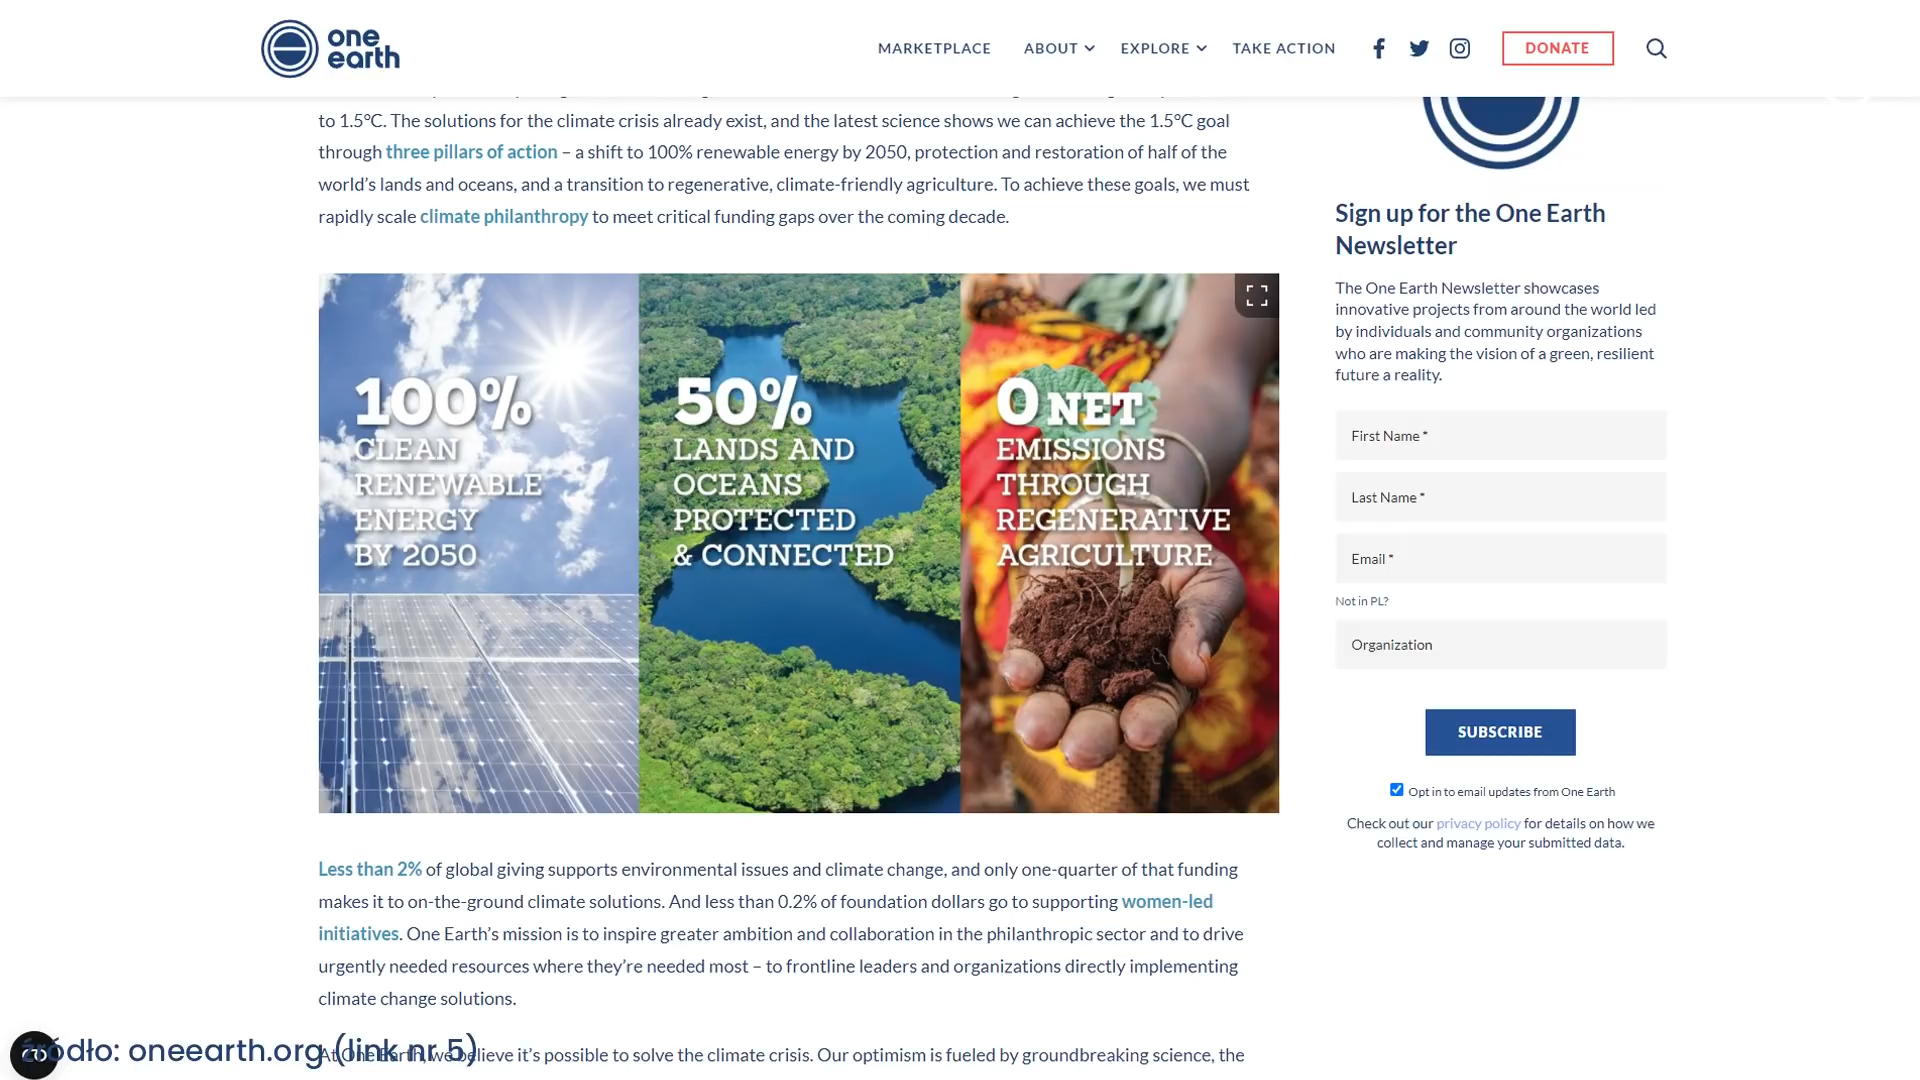 one
earth
MARKETPLACE ABOUT EXPLORE TAKE ACTION DONATE
to 1.5°C. The solutions for the climate crisis already exist, and the latest science shows we can achieve the 1.5°C goal
through three pillars of action – a shift to 100% renewable energy by 2050, protection and restoration of half of the
world's lands and oceans, and a transition to regenerative, climate-friendly agriculture. To achieve these goals, we must
rapidly scale climate philanthropy to meet critical funding gaps over the coming decade.
100%
CLEAN
RENEWABLE
ENERGY
BY 2050
50%
LANDS AND
OCEANS
PROTECTED
& CONNECTED
0 NET
EMISSIONS
THROUGH
REGENERATIVE
AGRICULTURE
Less than 2% of global giving supports environmental issues and climate change, and only one-quarter of that funding
makes it to on-the-ground climate solutions. And less than 0.2% of foundation dollars go to supporting women-led
initiatives. One Earth's mission is to inspire greater ambition and collaboration in the philanthropic sector and to drive
urgently needed resources where they're needed most – to frontline leaders and organizations directly implementing
climate change solutions.
At One Earth, we believe it's possible to solve the climate crisis. Our optimism is fueled by groundbreaking science, the
Sign up for the One Earth
Newsletter
The One Earth Newsletter showcases
innovative projects from around the world led
by individuals and community organizations
who are making the vision of a green, resilient
future a reality.
First Name *
Last Name *
Email *
Not in PL?
Organization
SUBSCRIBE
Opt in to email updates from One Earth
Check out our privacy policy for details on how we
collect and manage your submitted data.
źródło: oneearth.org (link nr 5)